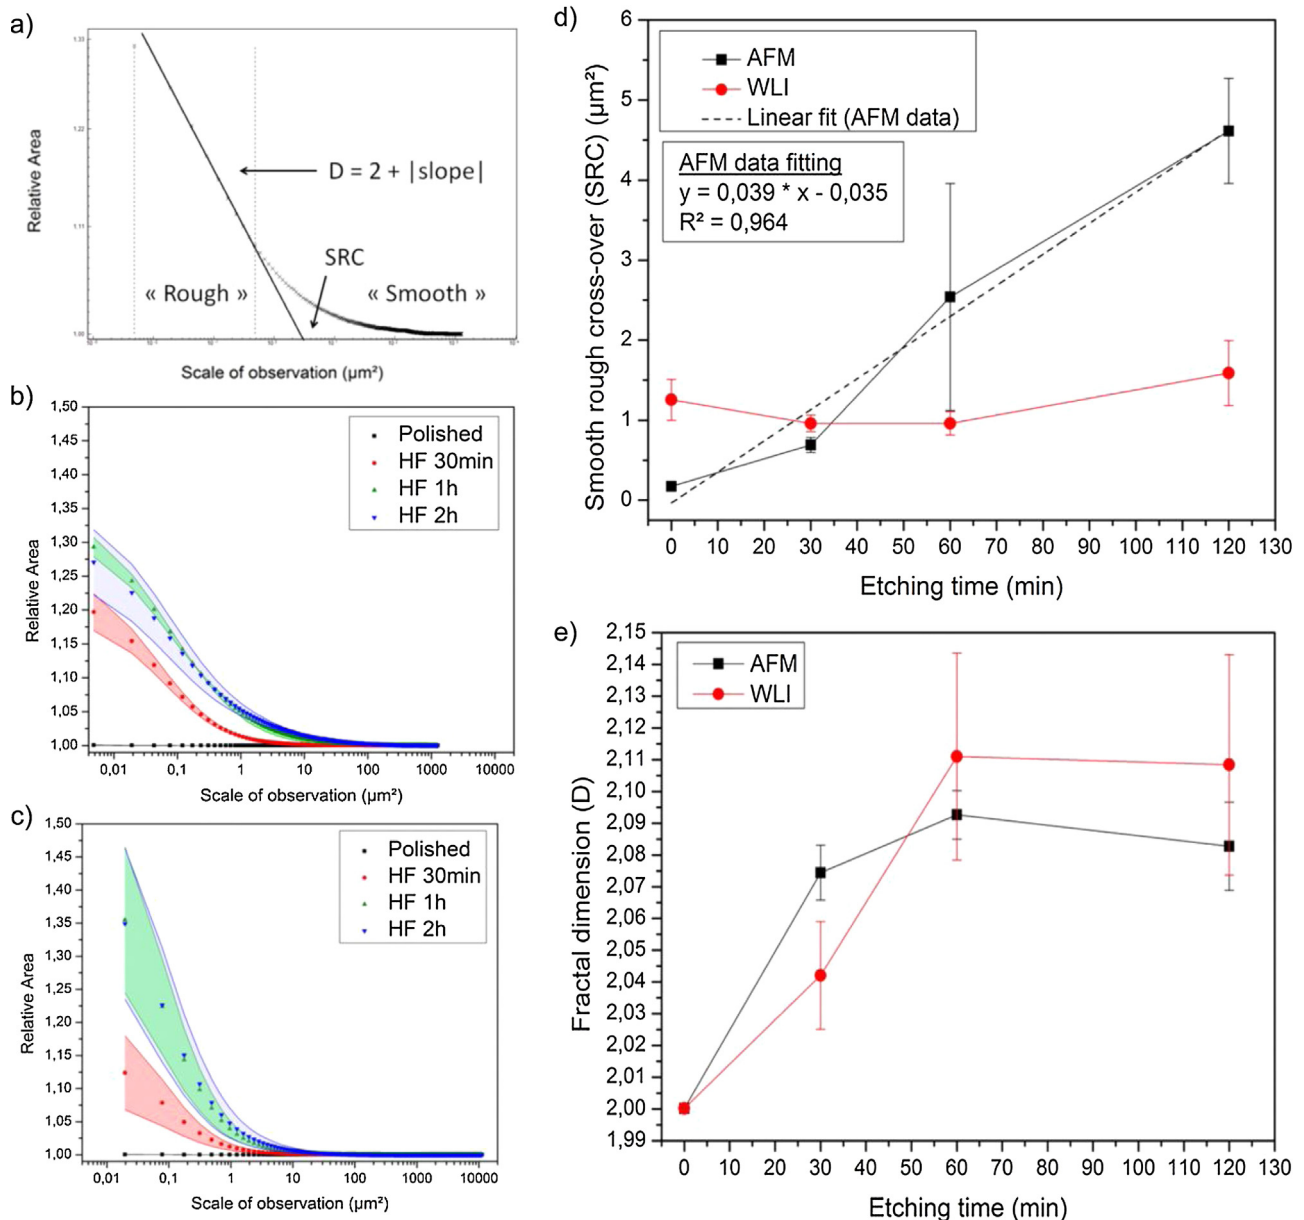 a)
1.33
1.22
1.11
1.00
Relative Area
D = 2 + |slope|
SRC
« Rough »
« Smooth »
Scale of observation (µm²)
b)
1,50
1,45
1,40
1,35
1,30
1,25
1,20
1,15
1,10
1,05
1,00
Relative Area
Polished
HF 30min
HF 1h
HF 2h
0,01 0,1 1 10 100 1000 10000
Scale of observation (µm²)
c)
1,50
1,45
1,40
1,35
1,30
1,25
1,20
1,15
1,10
1,05
1,00
Relative Area
Polished
HF 30min
HF 1h
HF 2h
0,01 0,1 1 10 100 1000 10000
Scale of observation (µm²)
d)
6
5
4
3
2
1
0
Smooth rough cross-over (SRC) (µm²)
AFM
WLI
Linear fit (AFM data)
AFM data fitting
y = 0,039 * x - 0,035
R² = 0,964
0 10 20 30 40 50 60 70 80 90 100 110 120 130
Etching time (min)
e)
2,15
2,14
2,13
2,12
2,11
2,10
2,09
2,08
2,07
2,06
2,05
2,04
2,03
2,02
2,01
2,00
1,99
Fractal dimension (D)
AFM
WLI
0 10 20 30 40 50 60 70 80 90 100 110 120 130
Etching time (min)